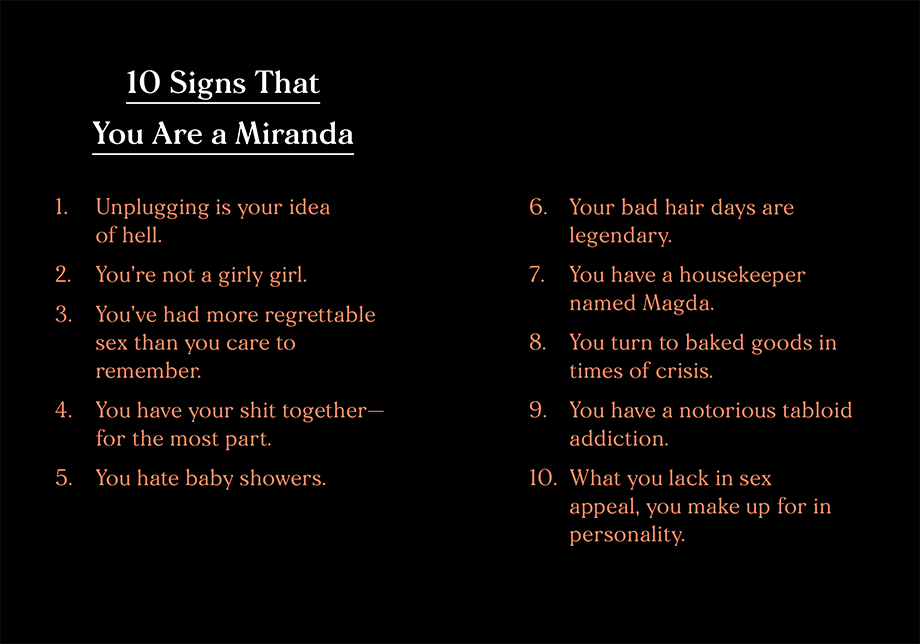 10 Signs That
You Are a Miranda
1. Unplugging is your idea
of hell.
2. You're not a girly girl.
3. You've had more regrettable
sex than you care to
remember.
4. You have your shit together—
for the most part.
5. You hate baby showers.
6. Your bad hair days are
legendary.
7. You have a housekeeper
named Magda.
8. You turn to baked goods in
times of crisis.
9. You have a notorious tabloid
addiction.
10. What you lack in sex
appeal, you make up for in
personality.